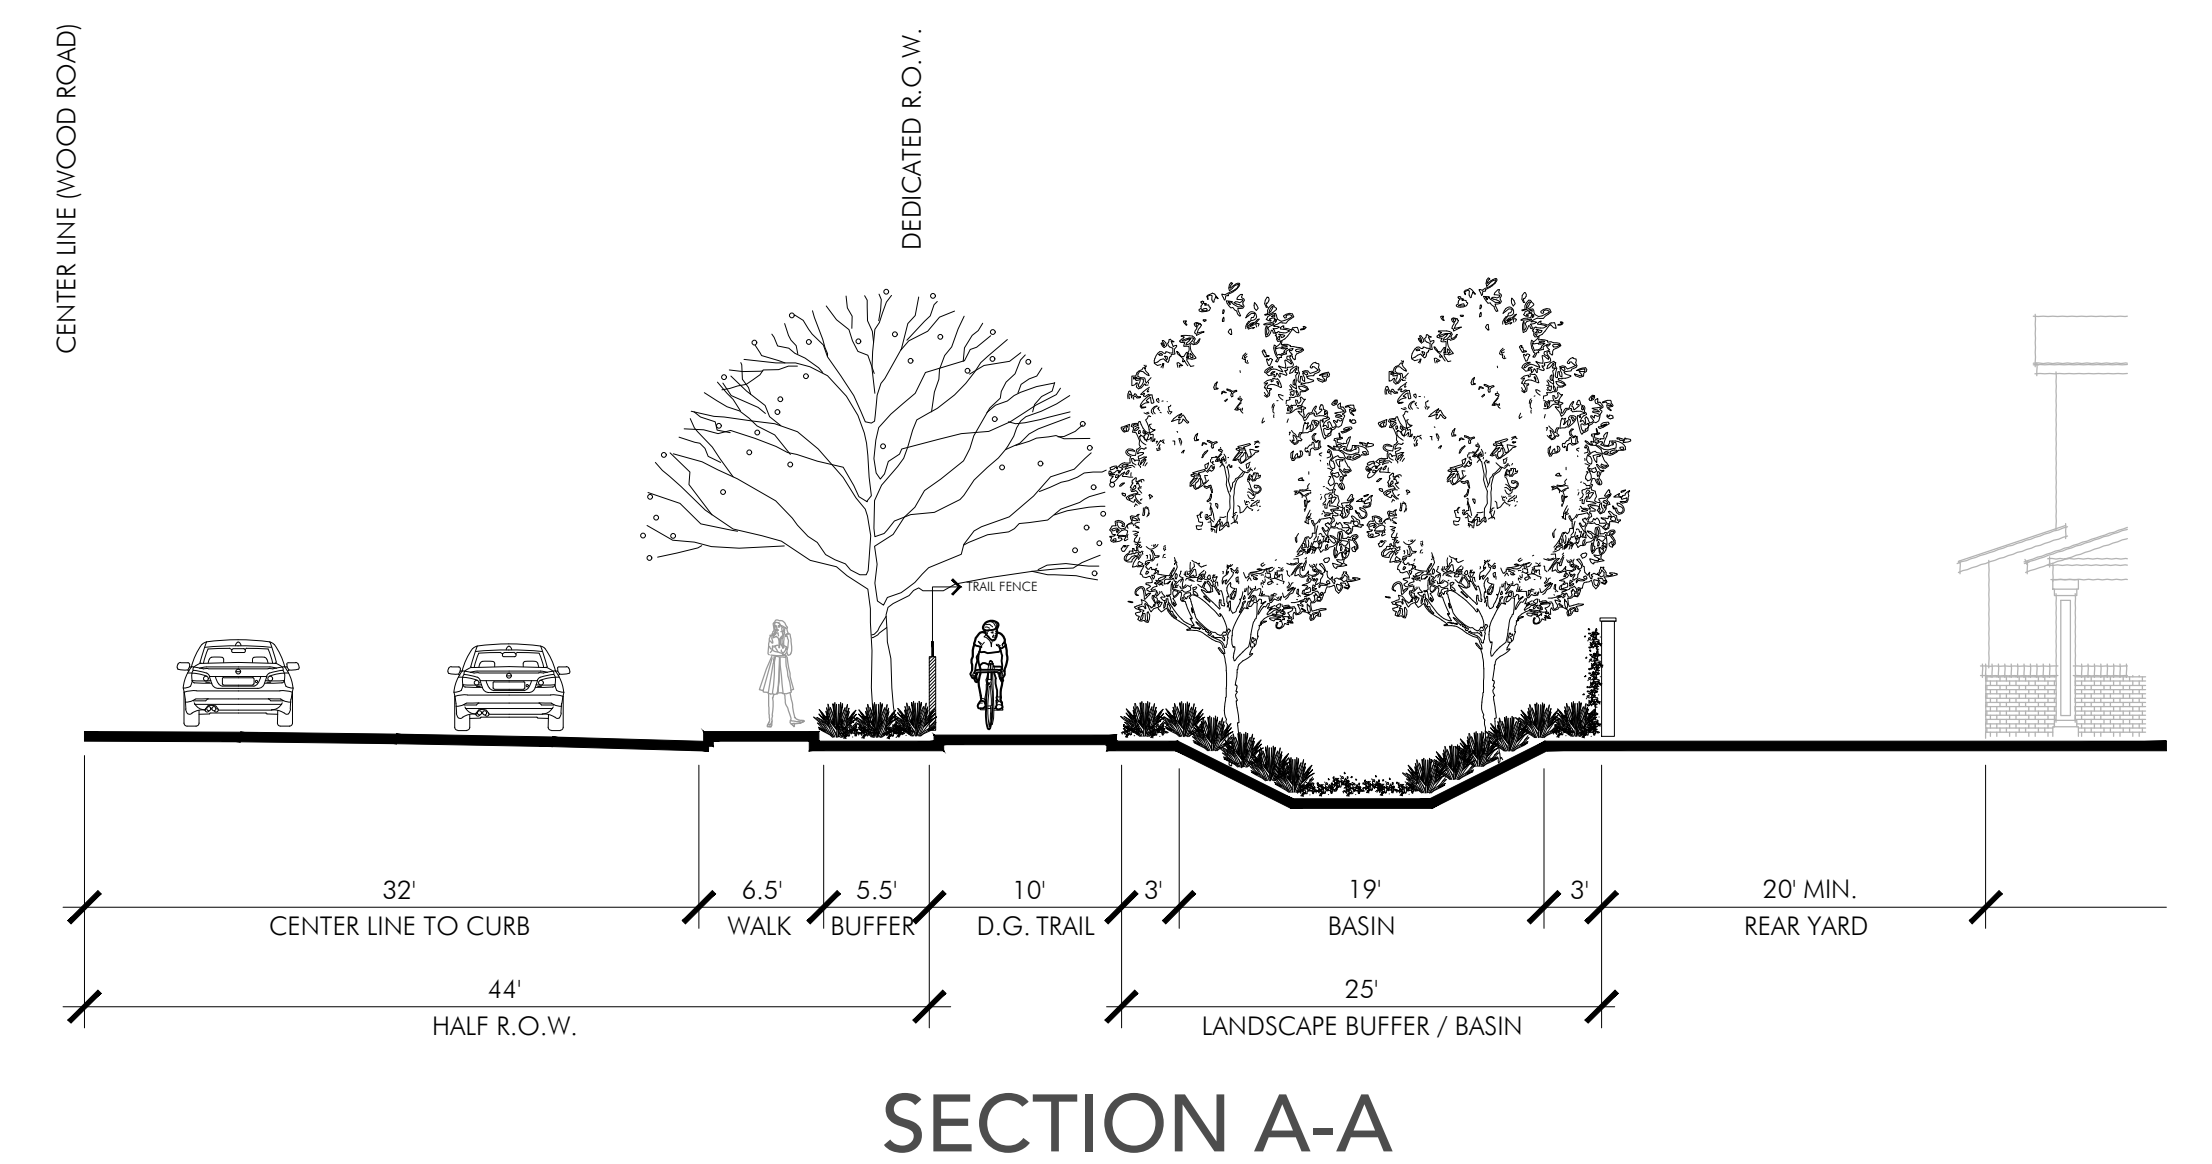 CENTER LINE (WOOD ROAD)
DEDICATED R.O.W.
TRAIL FENCE
32'
CENTER LINE TO CURB
6.5'
WALK
5.5'
BUFFER
10'
D.G. TRAIL
3'
19'
BASIN
3'
20' MIN.
REAR YARD
44'
HALF R.O.W.
25'
LANDSCAPE BUFFER / BASIN
SECTION A-A